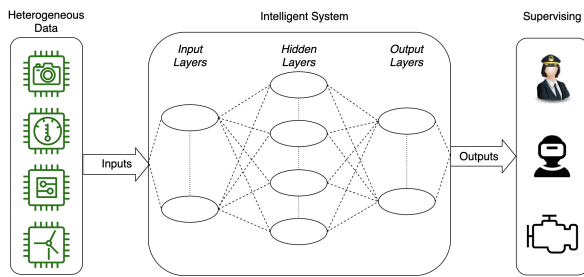 Heterogeneous
Data
Intelligent System
Supervising
Input
Layers
Hidden
Layers
Output
Layers
Inputs
Outputs